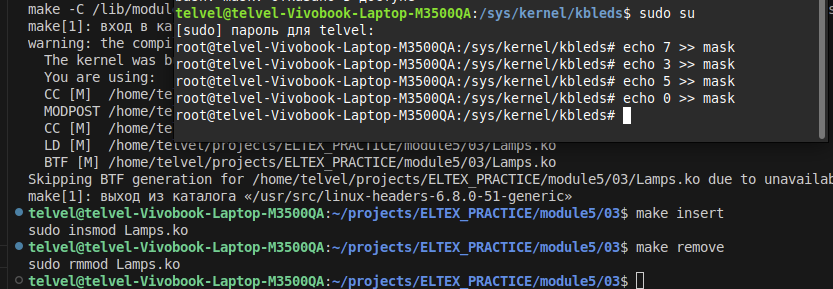 make -C /lib/modul
make[1]: вход в ка
warning: the compi
The kernel was b
You are using:
CC [M] /home/te
MODPOST /home/tel
CC [M] /home/tel
LD [M] /home/telvel/projects/ELTEX_PRACTICE/module5/03/Lamps.ko
BTF [M] /home/telvel/projects/ELTEX_PRACTICE/module5/03/Lamps.ko
Skipping BTF generation for /home/telvel/projects/ELTEX_PRACTICE/module5/03/Lamps.ko due to unavailab
make[1]: выход из каталога «/usr/src/linux-headers-6.8.0-51-generic»
telvel@telvel-Vivobook-Laptop-M3500QA:~/projects/ELTEX_PRACTICE/module5/03$ make insert
sudo insmod Lamps.ko
telvel@telvel-Vivobook-Laptop-M3500QA:~/projects/ELTEX_PRACTICE/module5/03$ make remove
sudo rmmod Lamps.ko
telvel@telvel-Vivobook-Laptop-M3500QA:~/projects/ELTEX_PRACTICE/module5/03$
telvel@telvel-Vivobook-Laptop-M3500QA:/sys/kernel/kbleds$ sudo su
[sudo] пароль для telvel:
root@telvel-Vivobook-Laptop-M3500QA:/sys/kernel/kbleds# echo 7 >> mask
root@telvel-Vivobook-Laptop-M3500QA:/sys/kernel/kbleds# echo 3 >> mask
root@telvel-Vivobook-Laptop-M3500QA:/sys/kernel/kbleds# echo 5 >> mask
root@telvel-Vivobook-Laptop-M3500QA:/sys/kernel/kbleds# echo 0 >> mask
root@telvel-Vivobook-Laptop-M3500QA:/sys/kernel/kbleds#